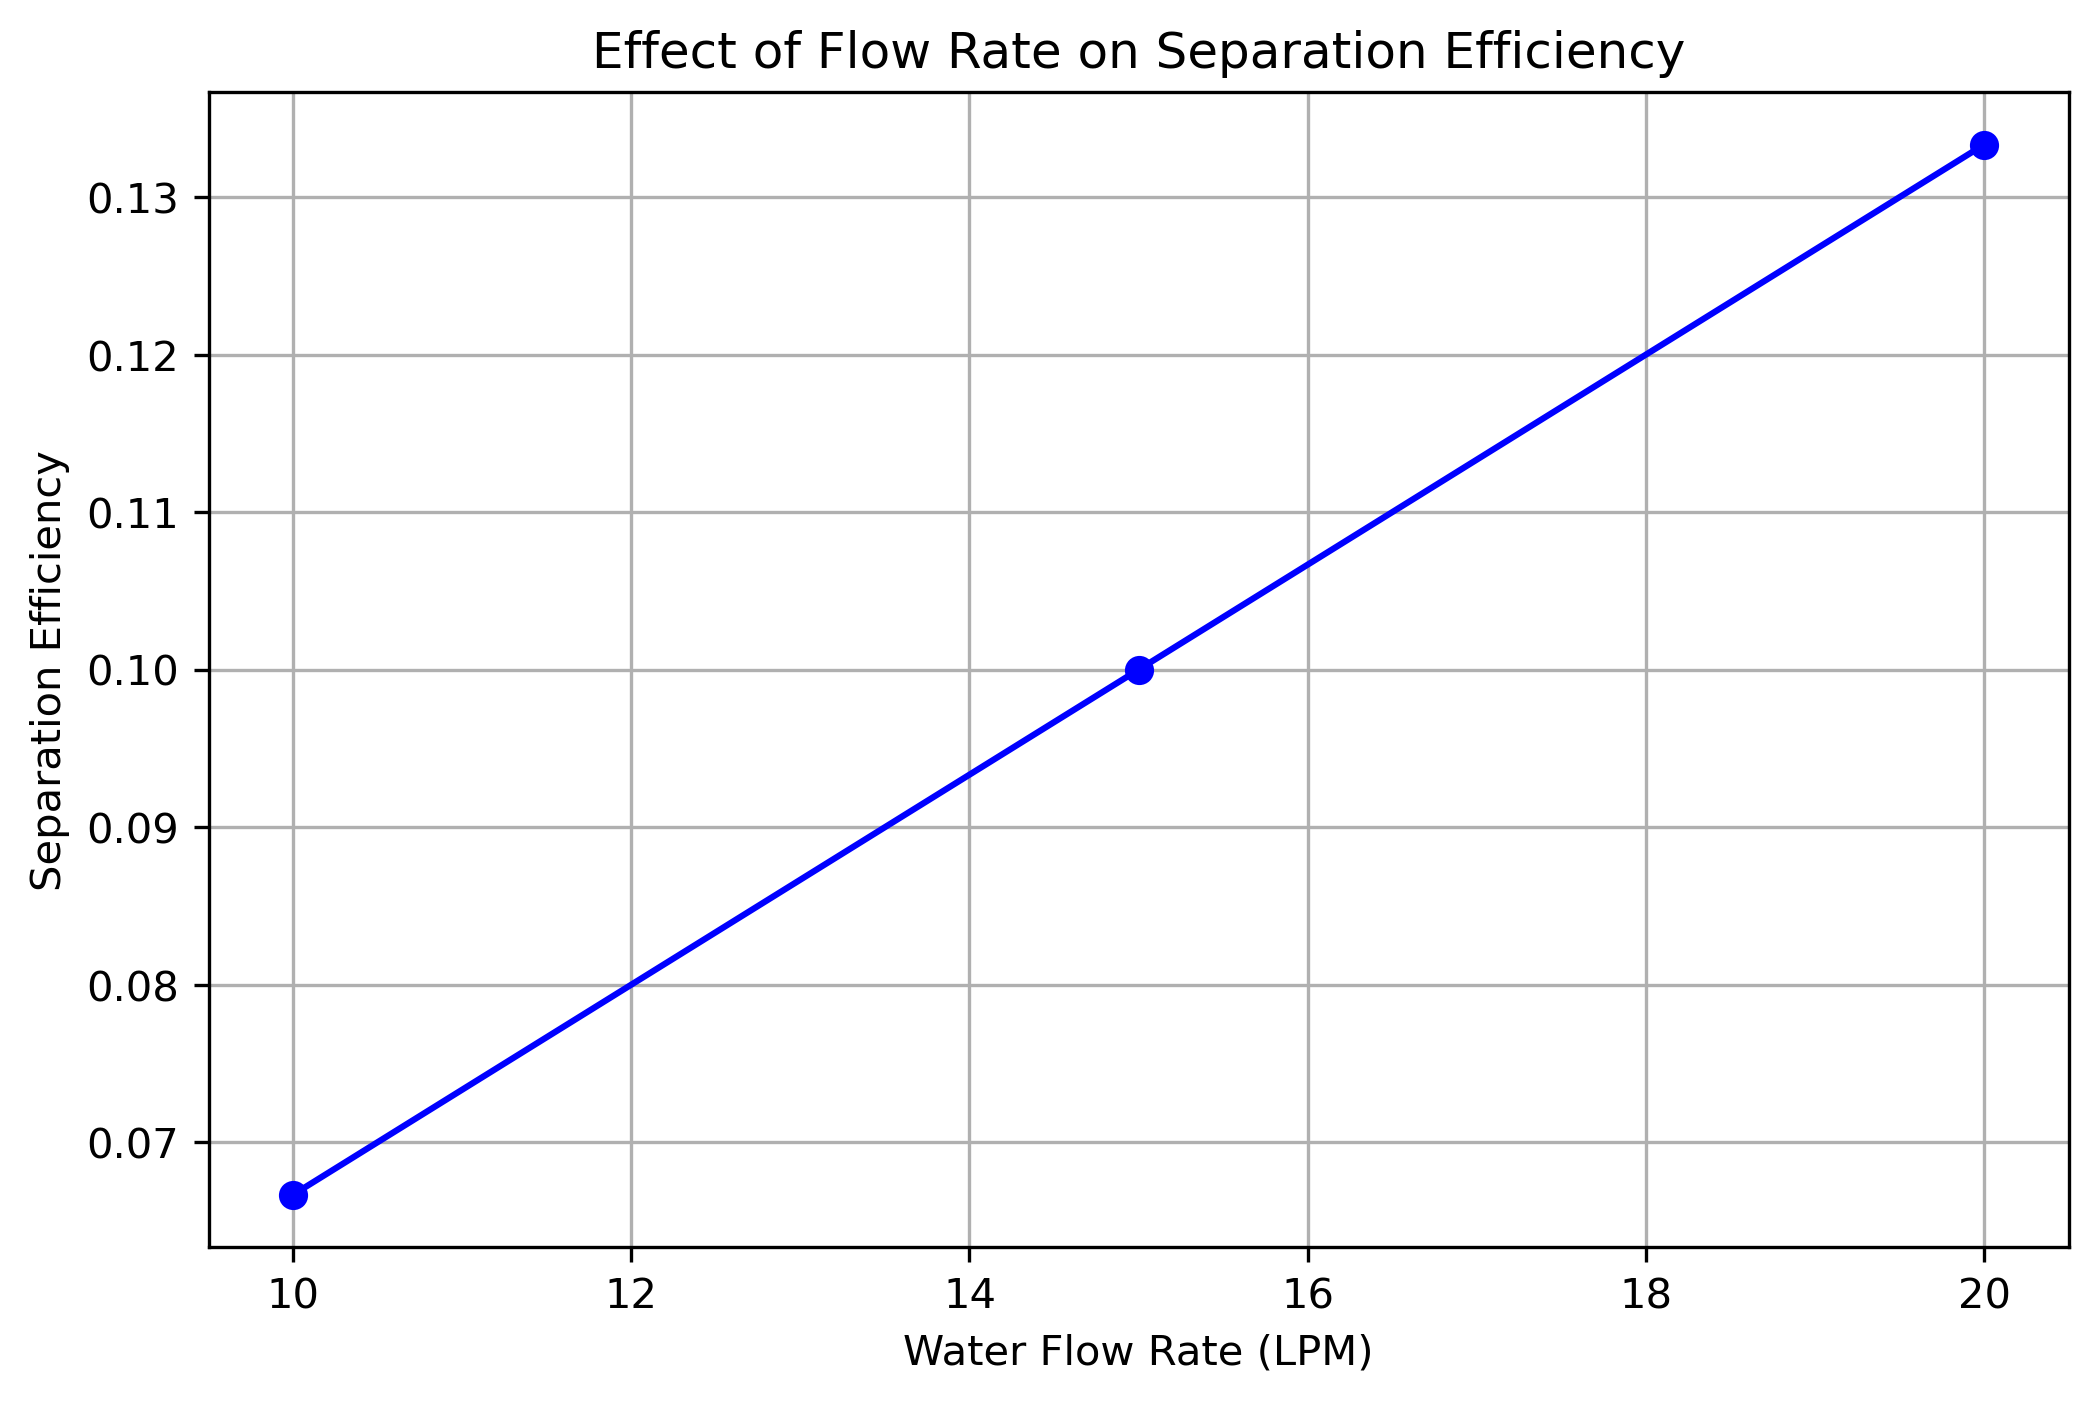 Effect of Flow Rate on Separation Efficiency
Separation Efficiency
0.13
0.12
0.11
0.10
0.09
0.08
0.07
10 12 14 16 18 20
Water Flow Rate (LPM)